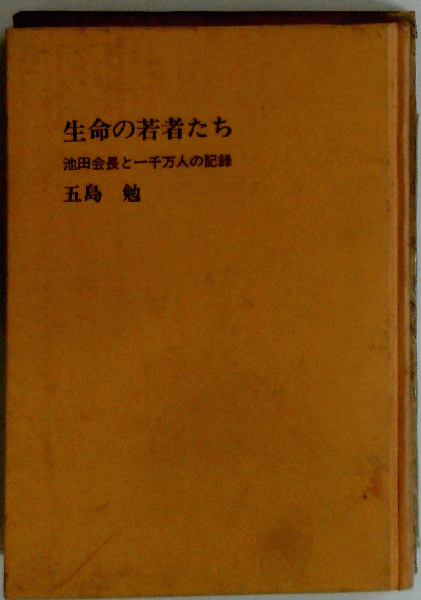 生命の若者たち
池田会長と一千万人の記録
五島 勉